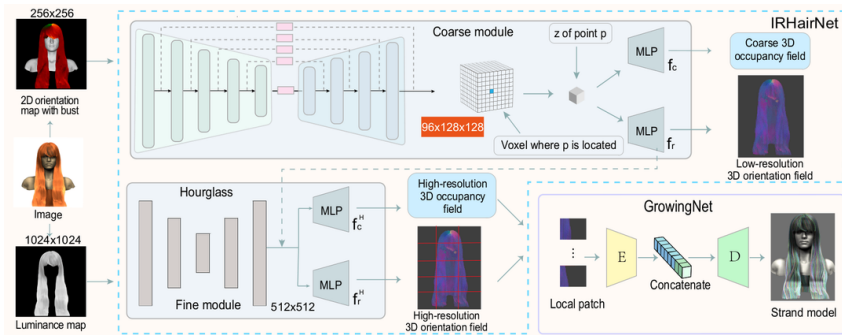 256x256
2D orientation
map with bust
Image
1024x1024
Luminance map
IRHairNet
Coarse module
z of point p
96x128x128
Voxel where p is located
MLP
f c
MLP
f r
Coarse 3D
occupancy field
Low-resolution
3D orientation field
Hourglass
Fine module
512x512
MLP
f c H
MLP
f r H
High-resolution
3D occupancy
field
High-resolution
3D orientation field
GrowingNet
Local patch
E
Concatenate
D
Strand model